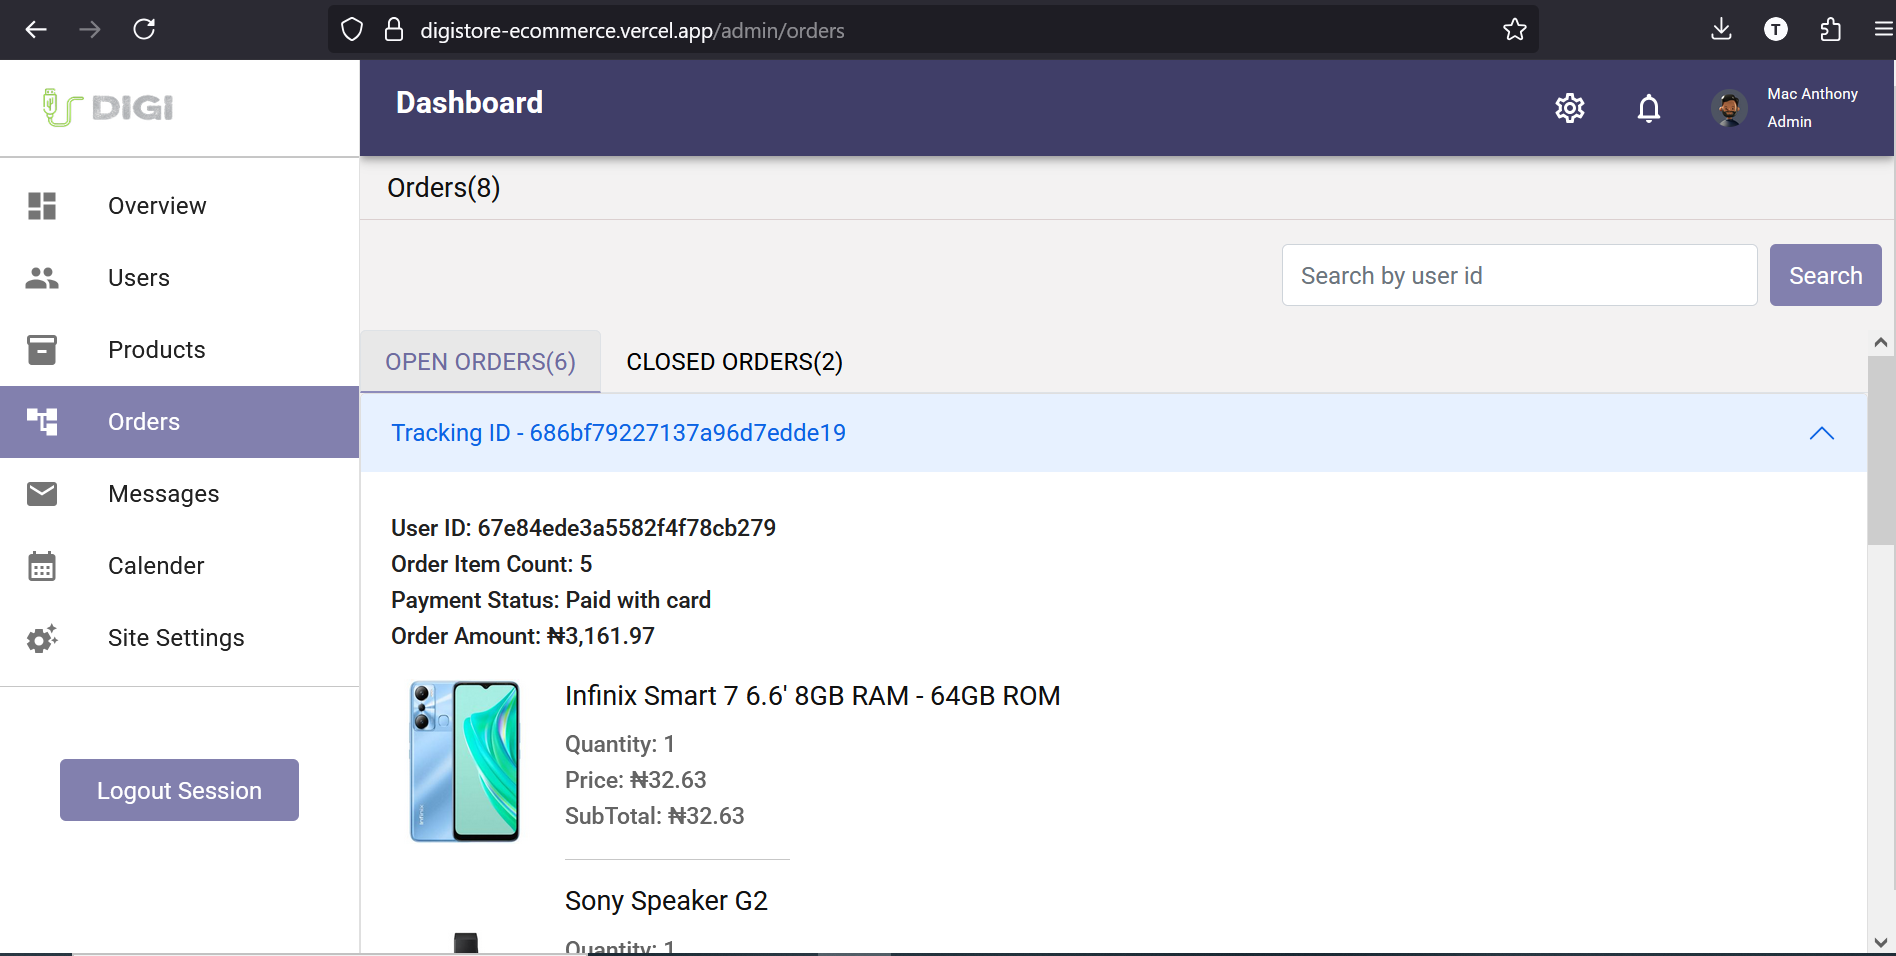 digistore-ecommerce.vercel.app/admin/orders
T
DIGI
Dashboard
Mac Anthony
Admin
Overview
Users
Products
Orders
Messages
Calender
Site Settings
Logout Session
Orders(8)
Search by user id
Search
OPEN ORDERS(6)
CLOSED ORDERS(2)
Tracking ID - 686bf79227137a96d7edde19
User ID: 67e84ede3a5582f4f78cb279
Order Item Count: 5
Payment Status: Paid with card
Order Amount: ₦3,161.97
Infinix Smart 7 6.6' 8GB RAM - 64GB ROM
Quantity: 1
Price: ₦32.63
SubTotal: ₦32.63
Sony Speaker G2
Quantity: 1